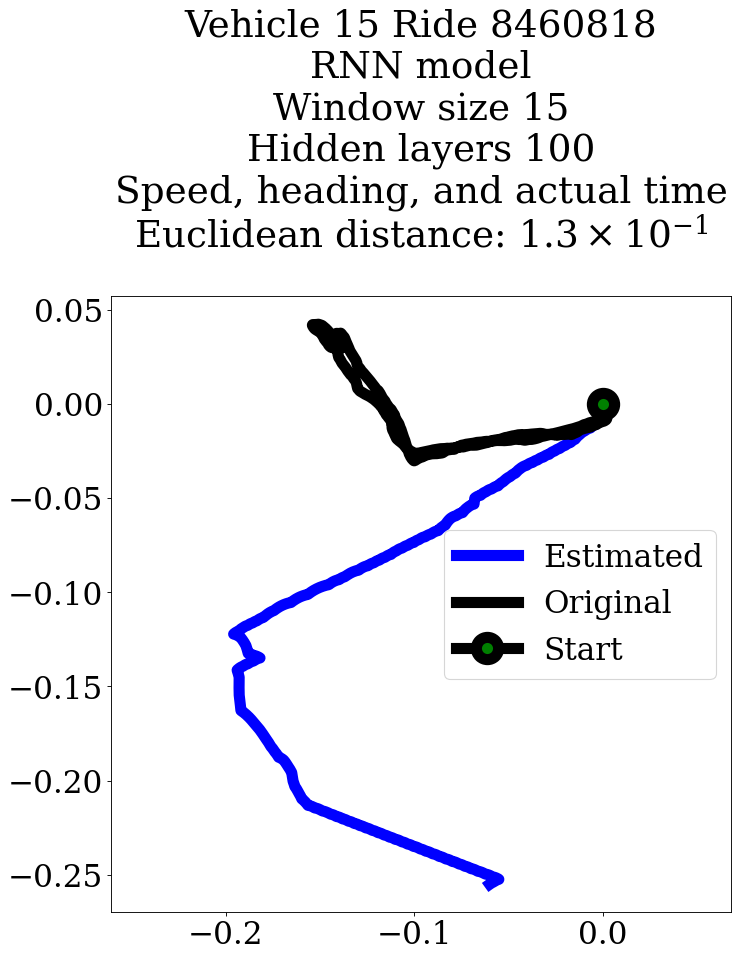 Vehicle 15 Ride 8460818
RNN model
Window size 15
Hidden layers 100
Speed, heading, and actual time
Euclidean distance: 1.3 × 10⁻¹
0.05
0.00
−0.05
−0.10
−0.15
−0.20
−0.25
Estimated
Original
Start
−0.2 −0.1 0.0